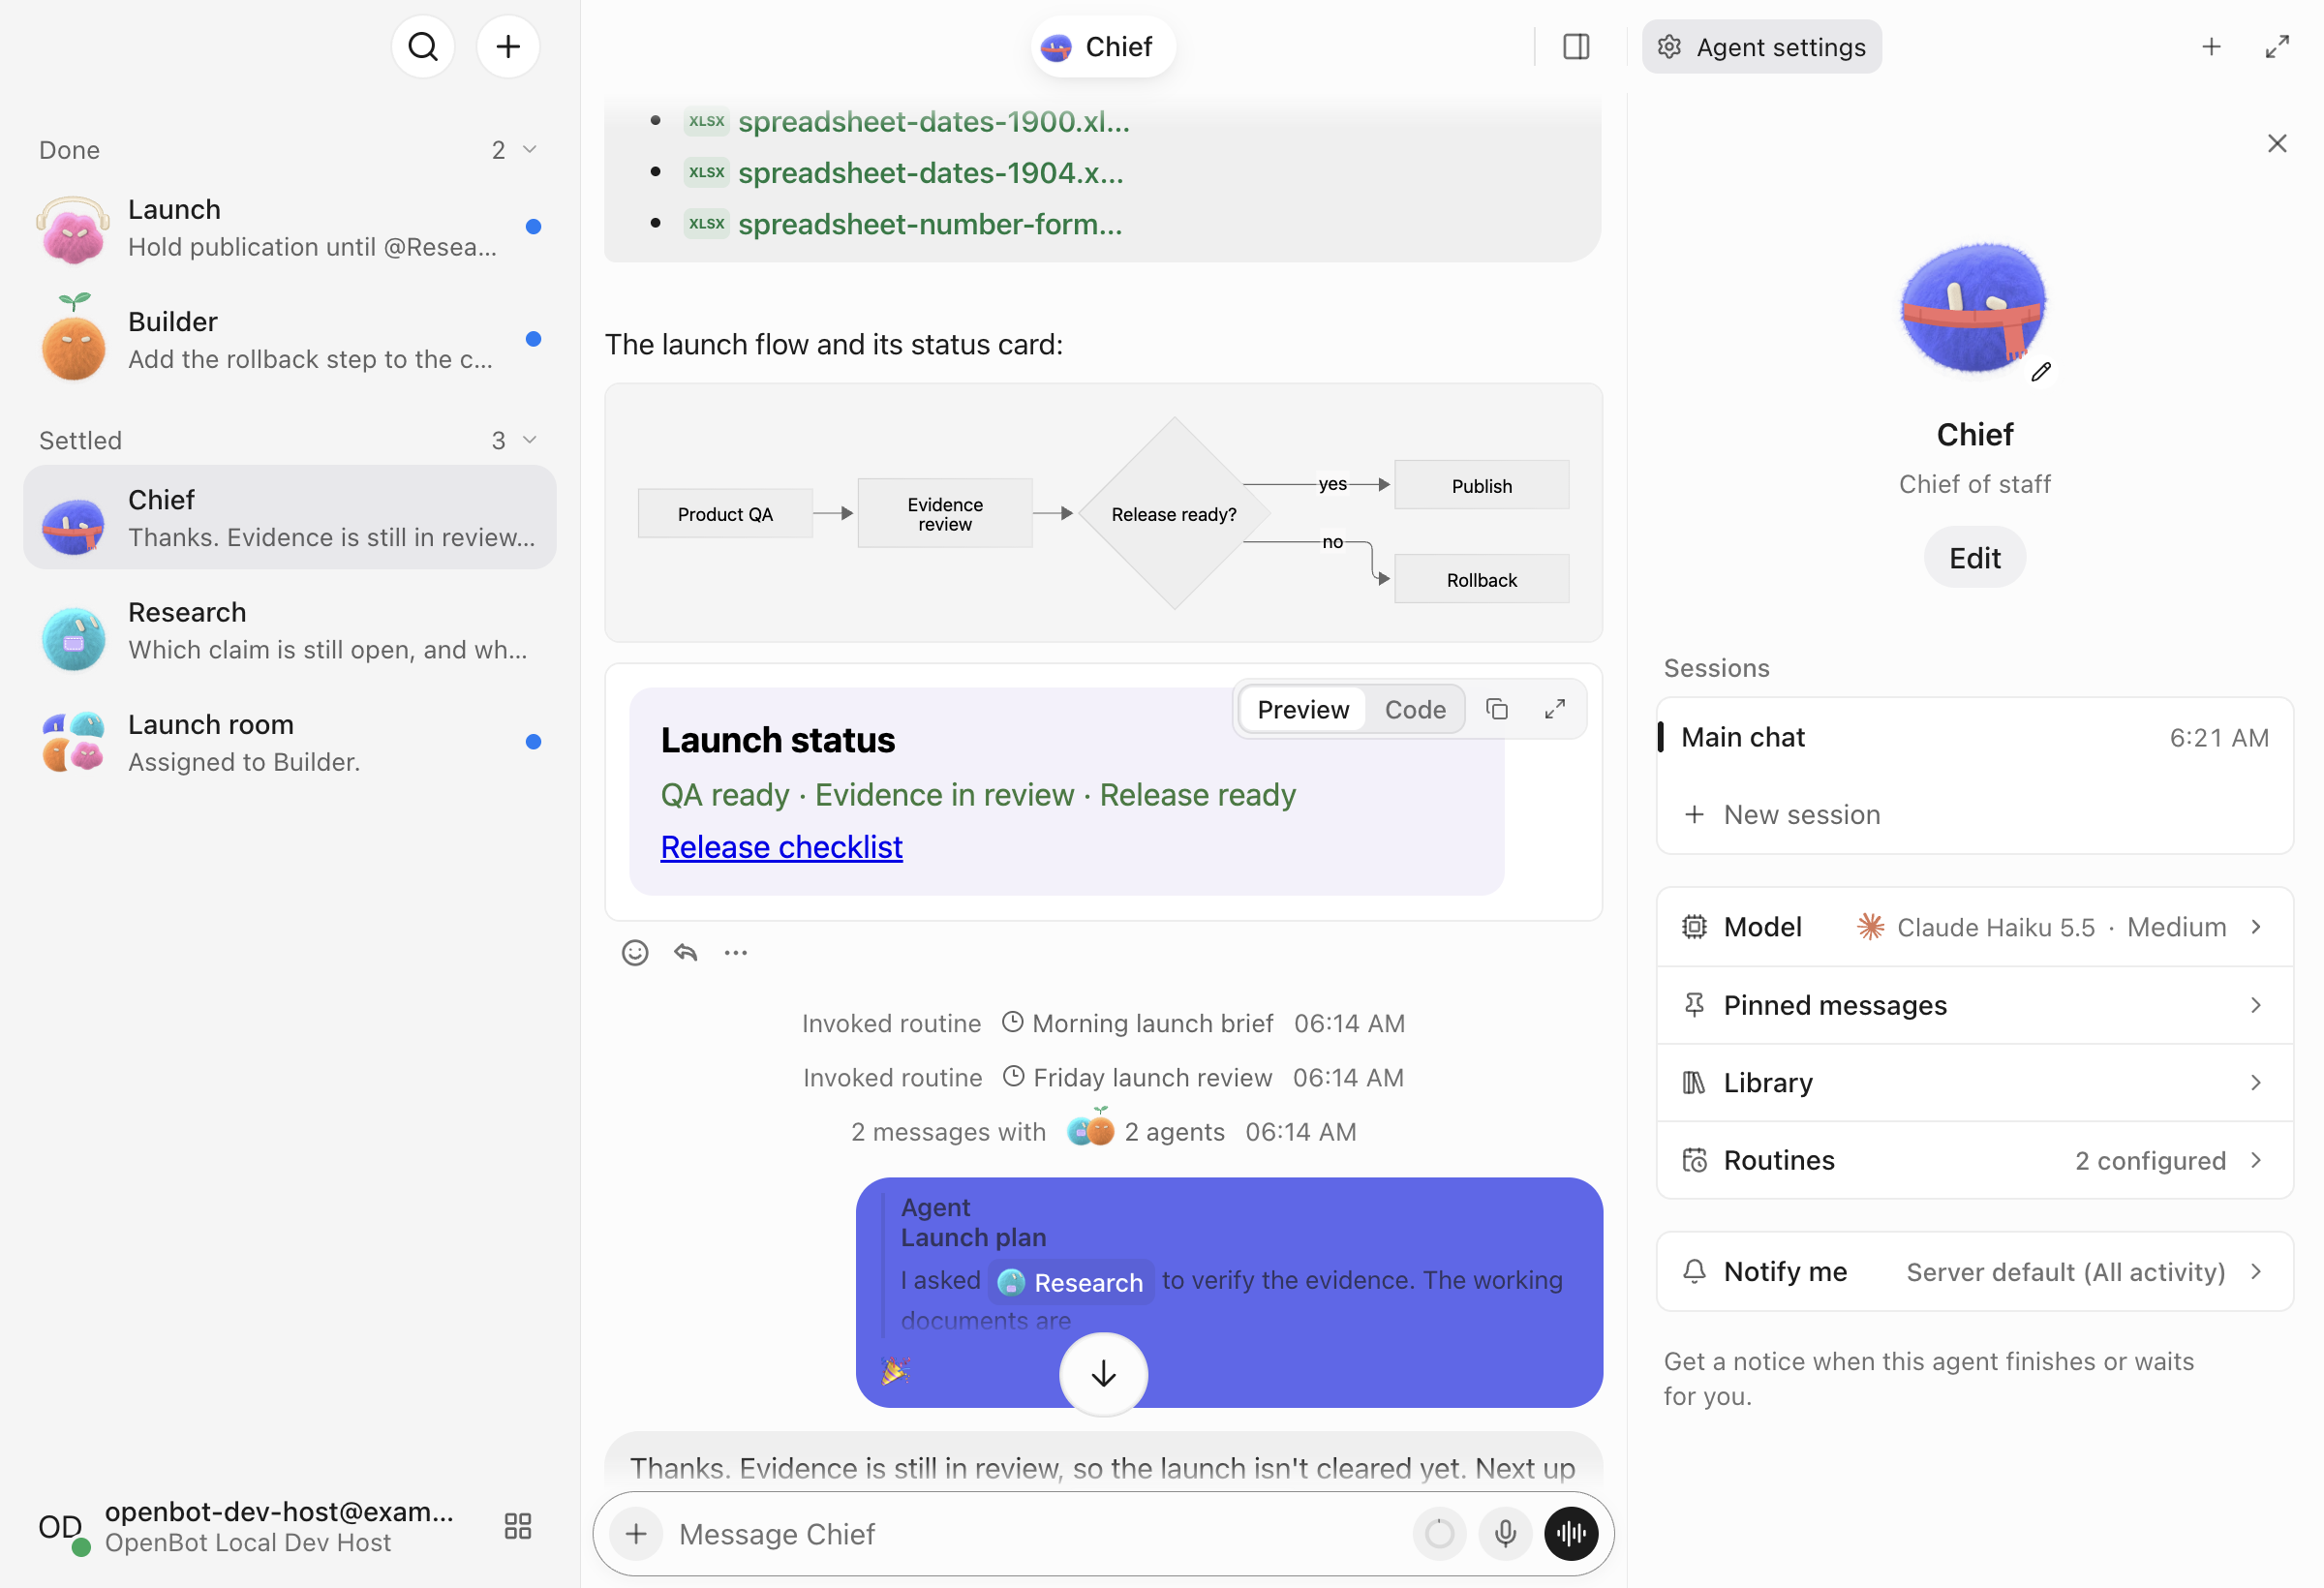 Chief
Agent settings
Done 2
Launch
Hold publication until @Resea...
Builder
Add the rollback step to the c...
Settled 3
Chief
Thanks. Evidence is still in review...
Research
Which claim is still open, and wh...
Launch room
Assigned to Builder.
openbot-dev-host@exam...
OD
OpenBot Local Dev Host
XLSX spreadsheet-dates-1900.xl...
XLSX spreadsheet-dates-1904.x...
XLSX spreadsheet-number-form...
The launch flow and its status card:
Product QA
Evidence
review
Release ready?
yes
Publish
no
Rollback
Preview Code
Launch status
QA ready · Evidence in review · Release ready
Release checklist
Invoked routine Morning launch brief 06:14 AM
Invoked routine Friday launch review 06:14 AM
2 messages with 2 agents 06:14 AM
Agent
Launch plan
I asked Research to verify the evidence. The working
documents are
Thanks. Evidence is still in review, so the launch isn't cleared yet. Next up
Message Chief
Chief
Chief of staff
Edit
Sessions
Main chat 6:21 AM
New session
Model Claude Haiku 5.5 · Medium
Pinned messages
Library
Routines 2 configured
Notify me Server default (All activity)
Get a notice when this agent finishes or waits
for you.